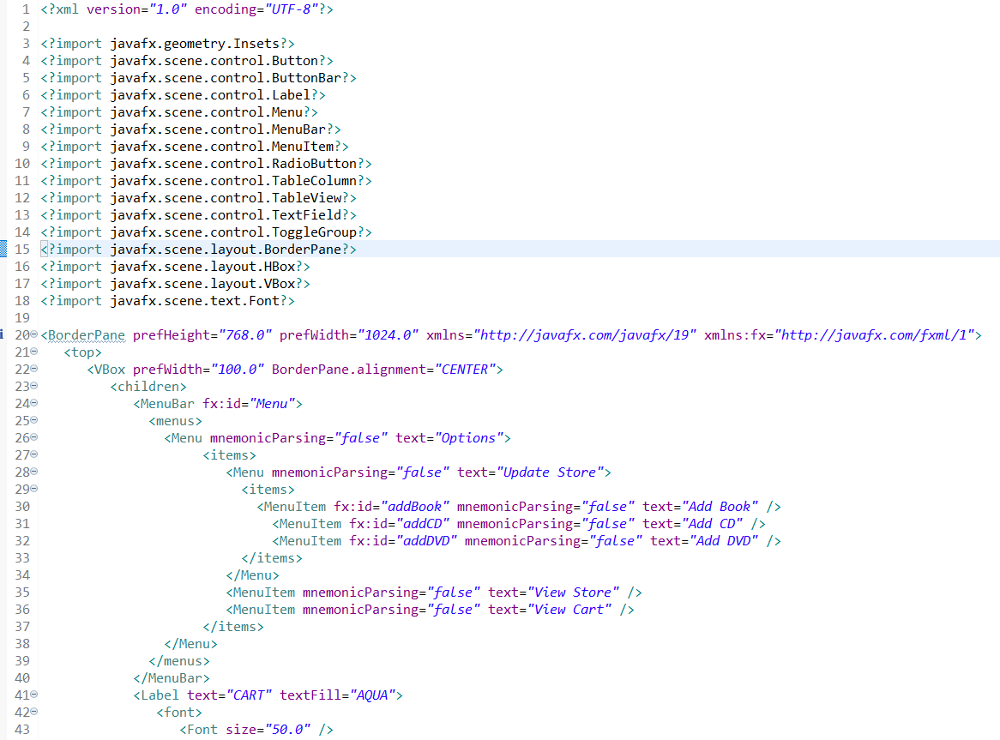 1 <?xml version="1.0" encoding="UTF-8"?>
2
3 <?import javafx.geometry.Insets?>
4 <?import javafx.scene.control.Button?>
5 <?import javafx.scene.control.ButtonBar?>
6 <?import javafx.scene.control.Label?>
7 <?import javafx.scene.control.Menu?>
8 <?import javafx.scene.control.MenuBar?>
9 <?import javafx.scene.control.MenuItem?>
10 <?import javafx.scene.control.RadioButton?>
11 <?import javafx.scene.control.TableColumn?>
12 <?import javafx.scene.control.TableView?>
13 <?import javafx.scene.control.TextField?>
14 <?import javafx.scene.control.ToggleGroup?>
15 <?import javafx.scene.layout.BorderPane?>
16 <?import javafx.scene.layout.HBox?>
17 <?import javafx.scene.layout.VBox?>
18 <?import javafx.scene.text.Font?>
19
20 <BorderPane prefHeight="768.0" prefWidth="1024.0" xmlns="http://javafx.com/javafx/19" xmlns:fx="http://javafx.com/fxml/1">
21    <top>
22       <VBox prefWidth="100.0" BorderPane.alignment="CENTER">
23          <children>
24             <MenuBar fx:id="Menu">
25               <menus>
26                 <Menu mnemonicParsing="false" text="Options">
27                      <items>
28                         <Menu mnemonicParsing="false" text="Update Store">
29                           <items>
30                             <MenuItem fx:id="addBook" mnemonicParsing="false" text="Add Book" />
31                               <MenuItem fx:id="addCD" mnemonicParsing="false" text="Add CD" />
32                               <MenuItem fx:id="addDVD" mnemonicParsing="false" text="Add DVD" />
33                           </items>
34                         </Menu>
35                         <MenuItem mnemonicParsing="false" text="View Store" />
36                         <MenuItem mnemonicParsing="false" text="View Cart" />
37                      </items>
38                 </Menu>
39               </menus>
40             </MenuBar>
41             <Label text="CART" textFill="AQUA">
42                <font>
43                   <Font size="50.0" />